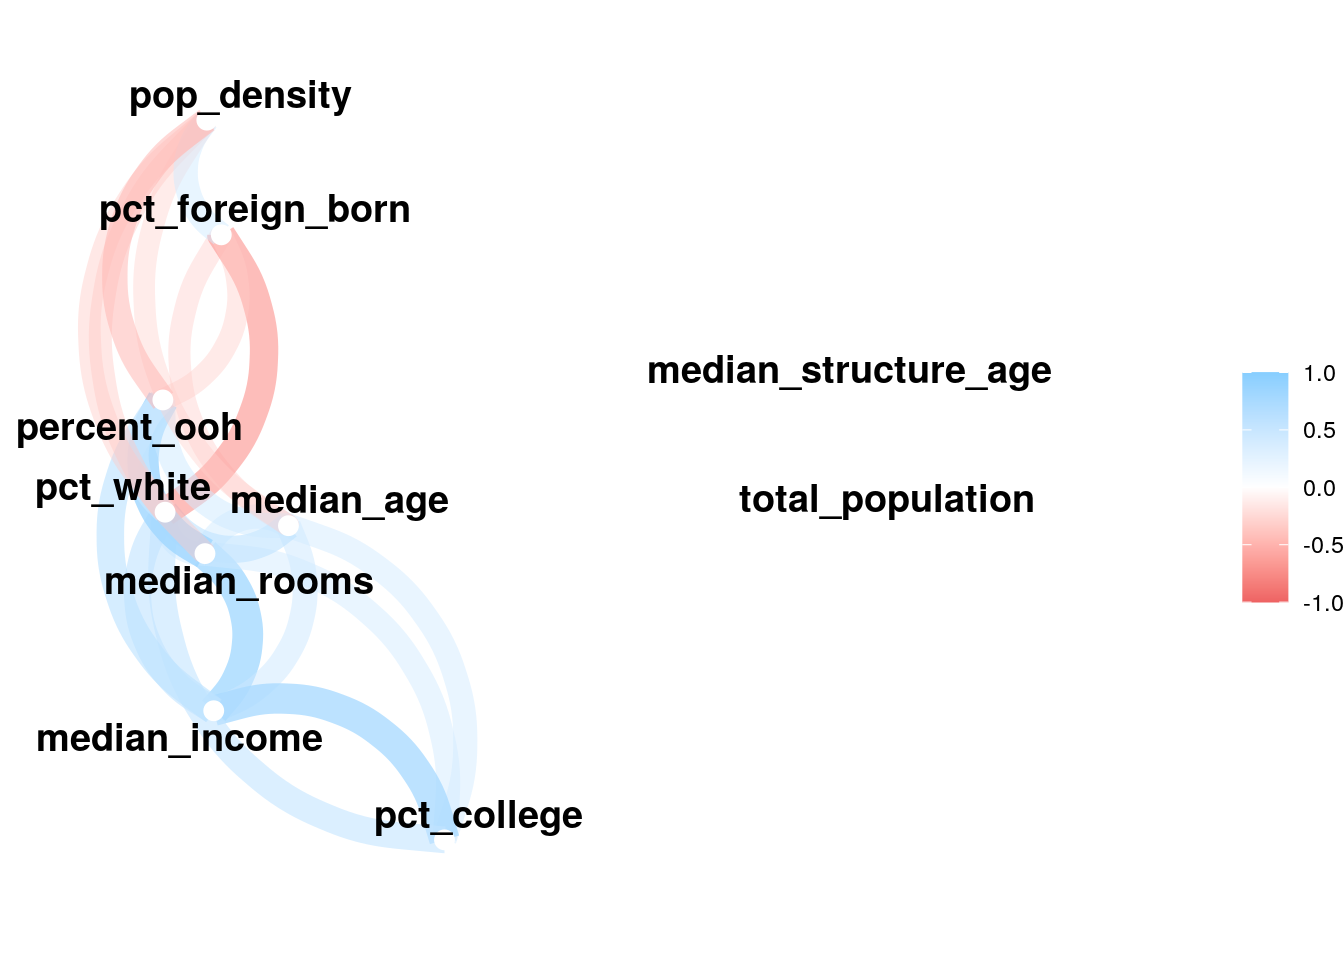 pop_density
pct_foreign_born
median_structure_age
percent_ooh
pct_white
median_age
total_population
median_rooms
median_income
pct_college
1.0
0.5
0.0
-0.5
-1.0